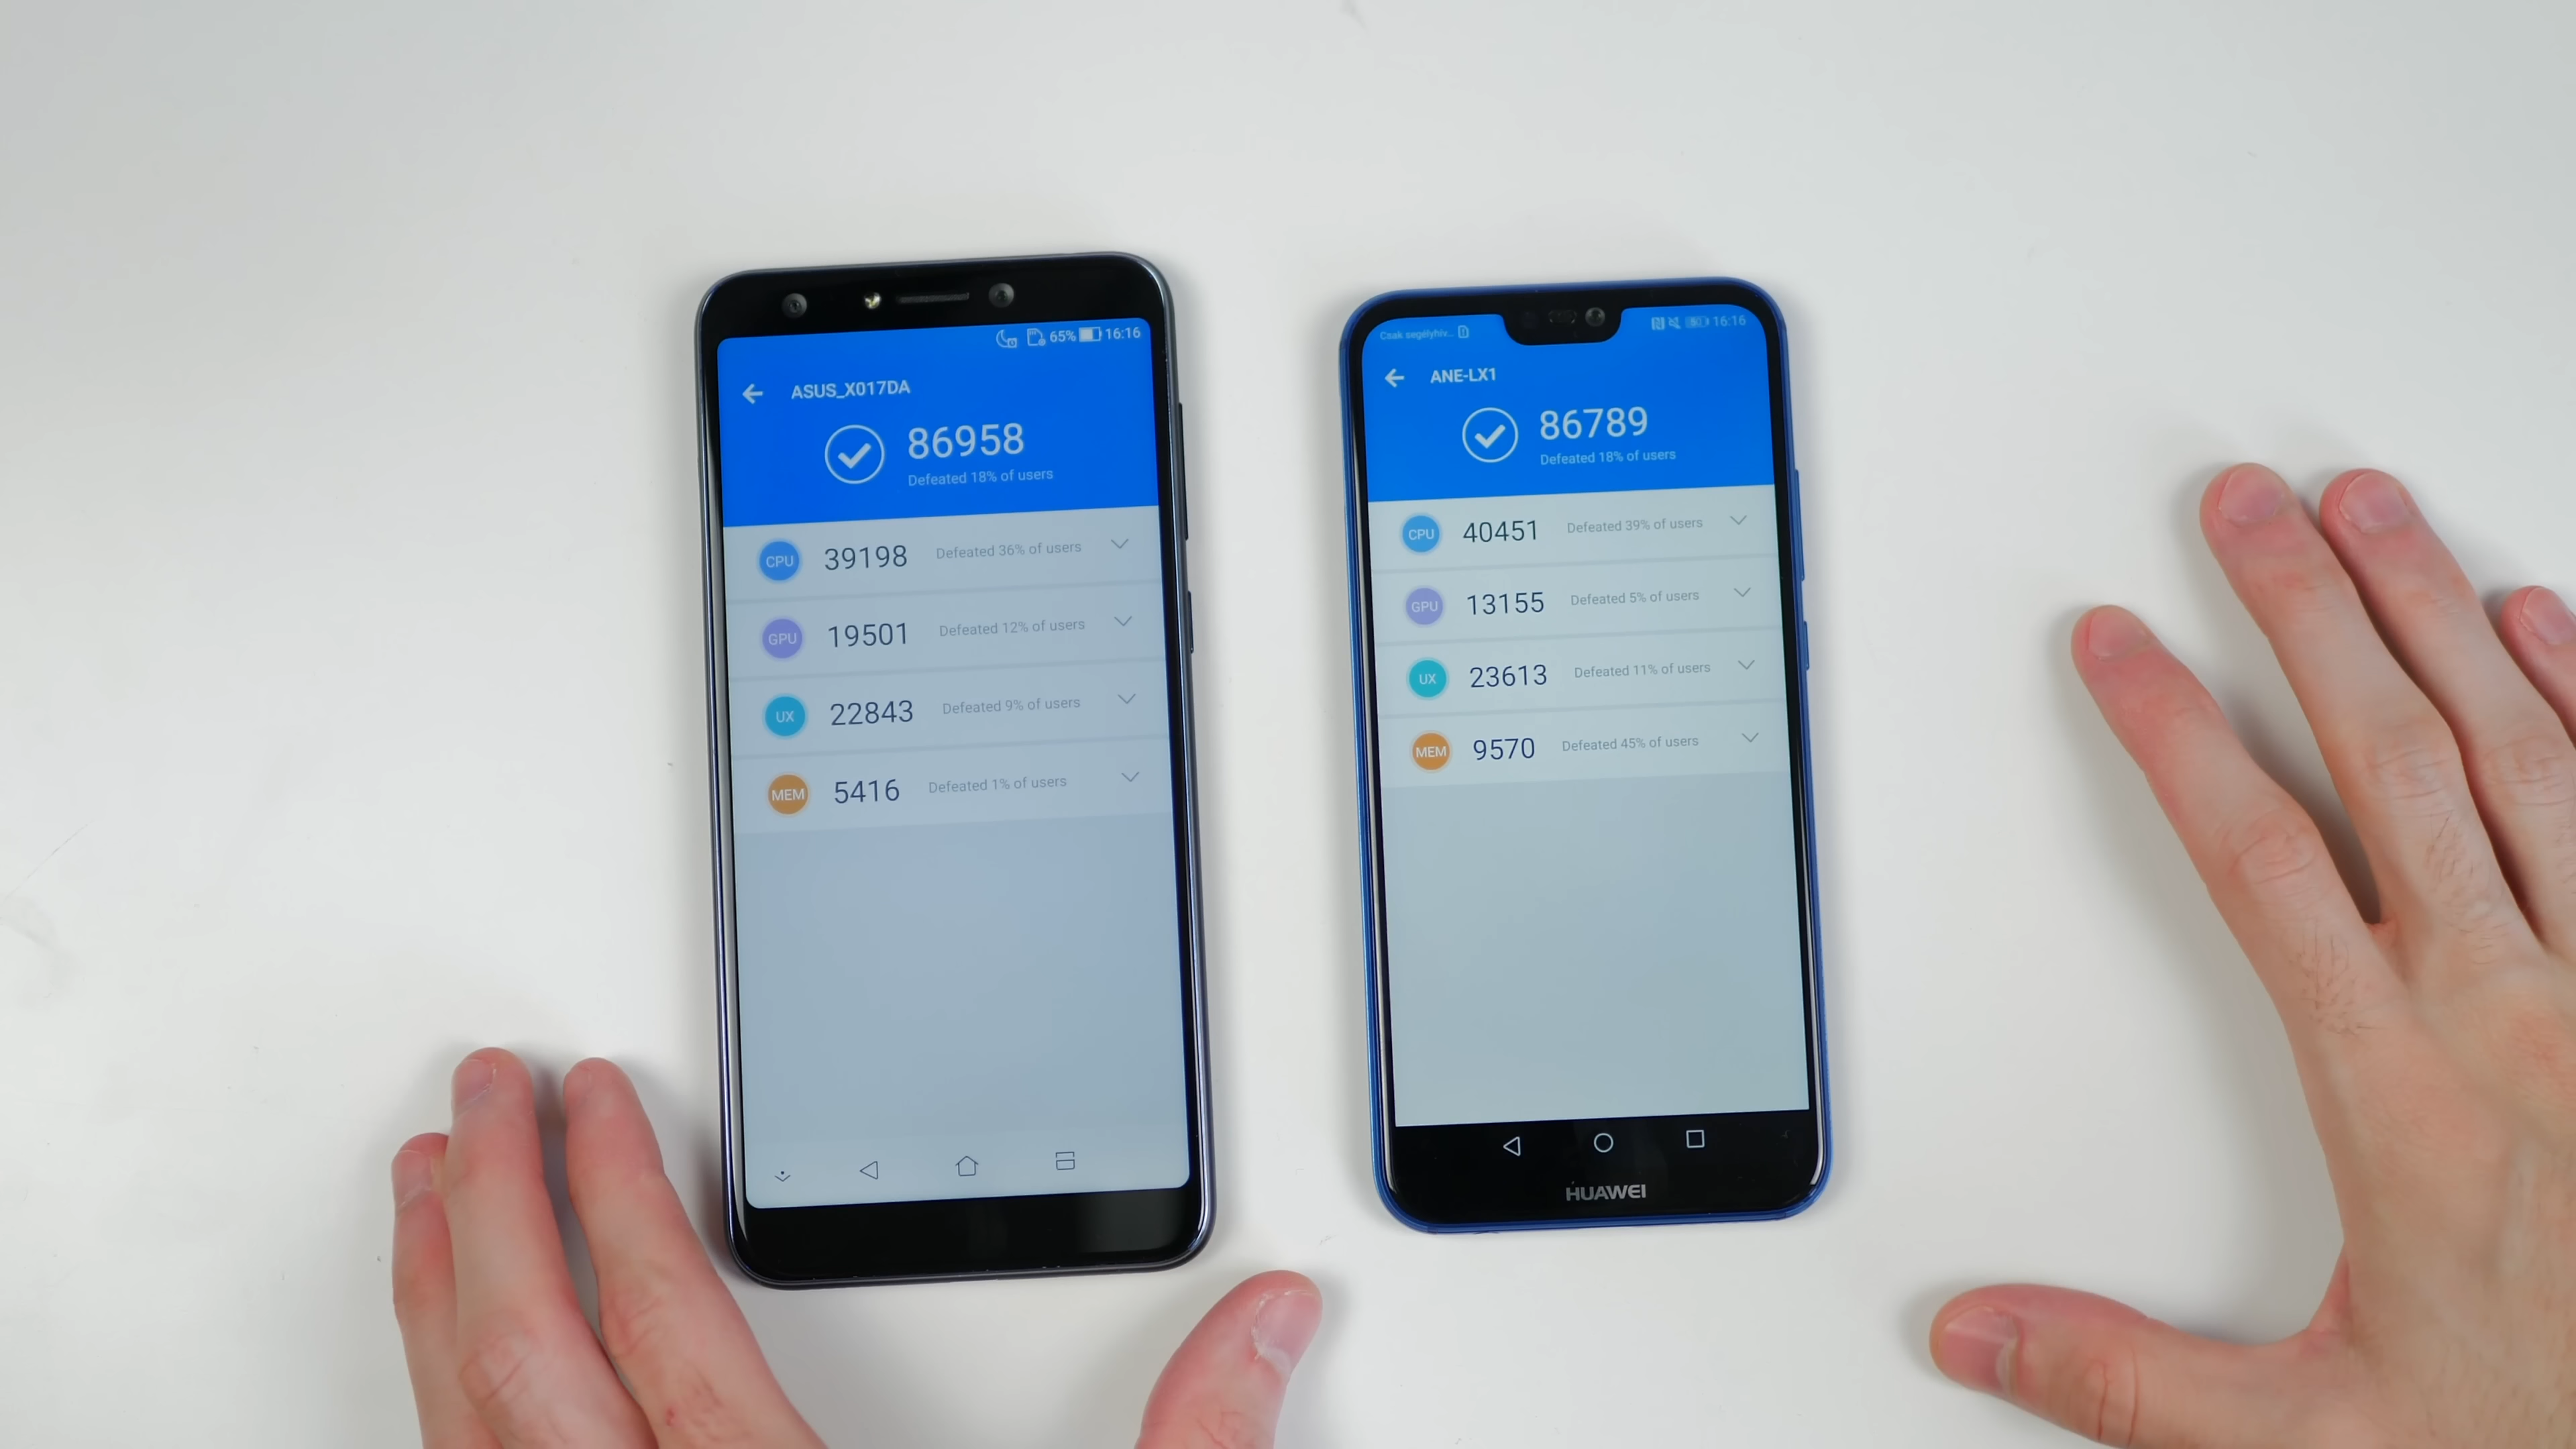 65% 16:16
ASUS_X017DA
86958
Defeated 18% of users
CPU 39198 Defeated 36% of users
GPU 19501 Defeated 12% of users
UX 22843 Defeated 9% of users
MEM 5416 Defeated 1% of users
Csak segélyhív... 16:16
ANE-LX1
86789
Defeated 18% of users
CPU 40451 Defeated 39% of users
GPU 13155 Defeated 5% of users
UX 23613 Defeated 11% of users
MEM 9570 Defeated 45% of users
HUAWEI